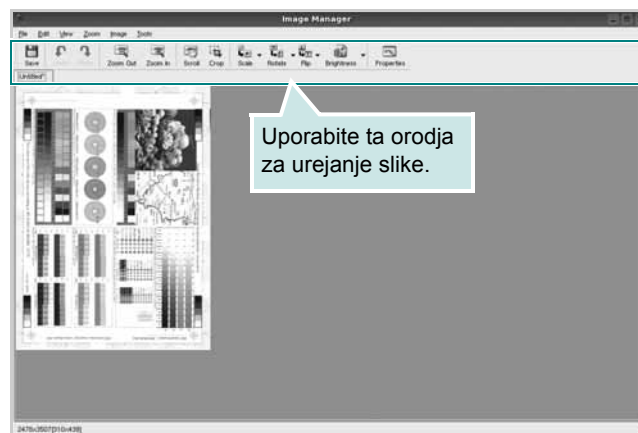 Image Manager
File Edit View Zoom Image Tools
Save Zoom Out Zoom In Scroll Crop Scale Rotate Flip Brightness Properties
Untitled*
Uporabite ta orodja
za urejanje slike.